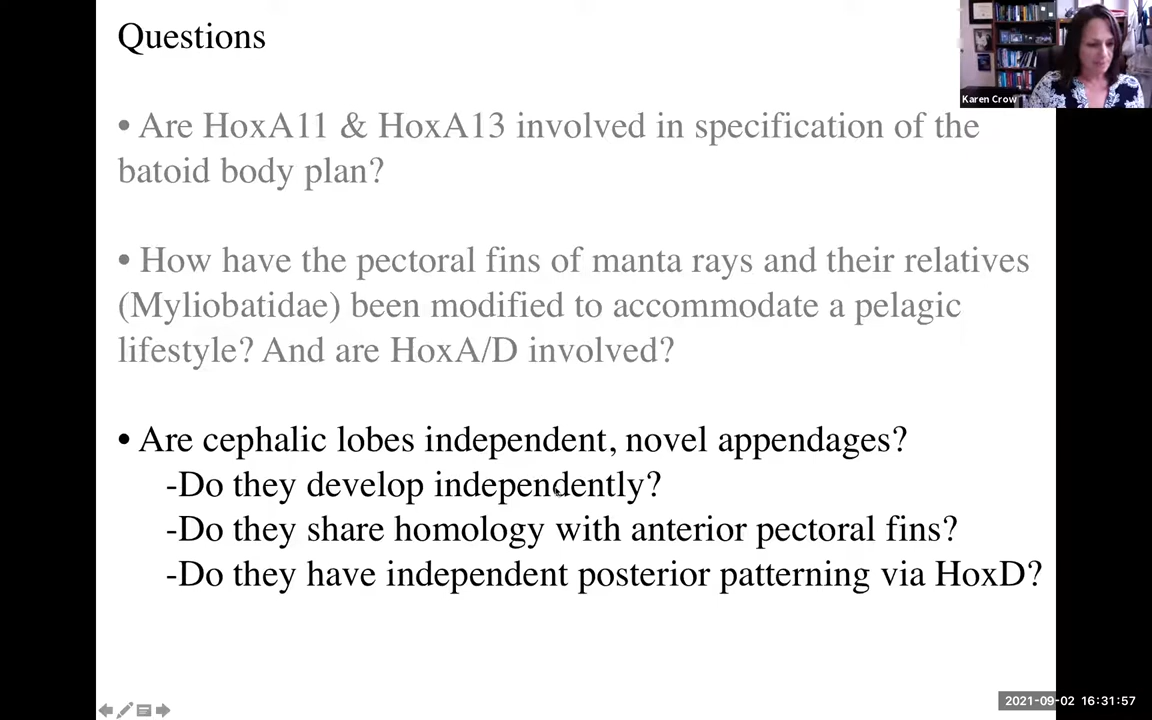 Questions
Karen Crow
• Are HoxA11 & HoxA13 involved in specification of the
batoid body plan?
• How have the pectoral fins of manta rays and their relatives
(Myliobatidae) been modified to accommodate a pelagic
lifestyle? And are HoxA/D involved?
• Are cephalic lobes independent, novel appendages?
-Do they develop independently?
-Do they share homology with anterior pectoral fins?
-Do they have independent posterior patterning via HoxD?
2021-09-02 16:31:57